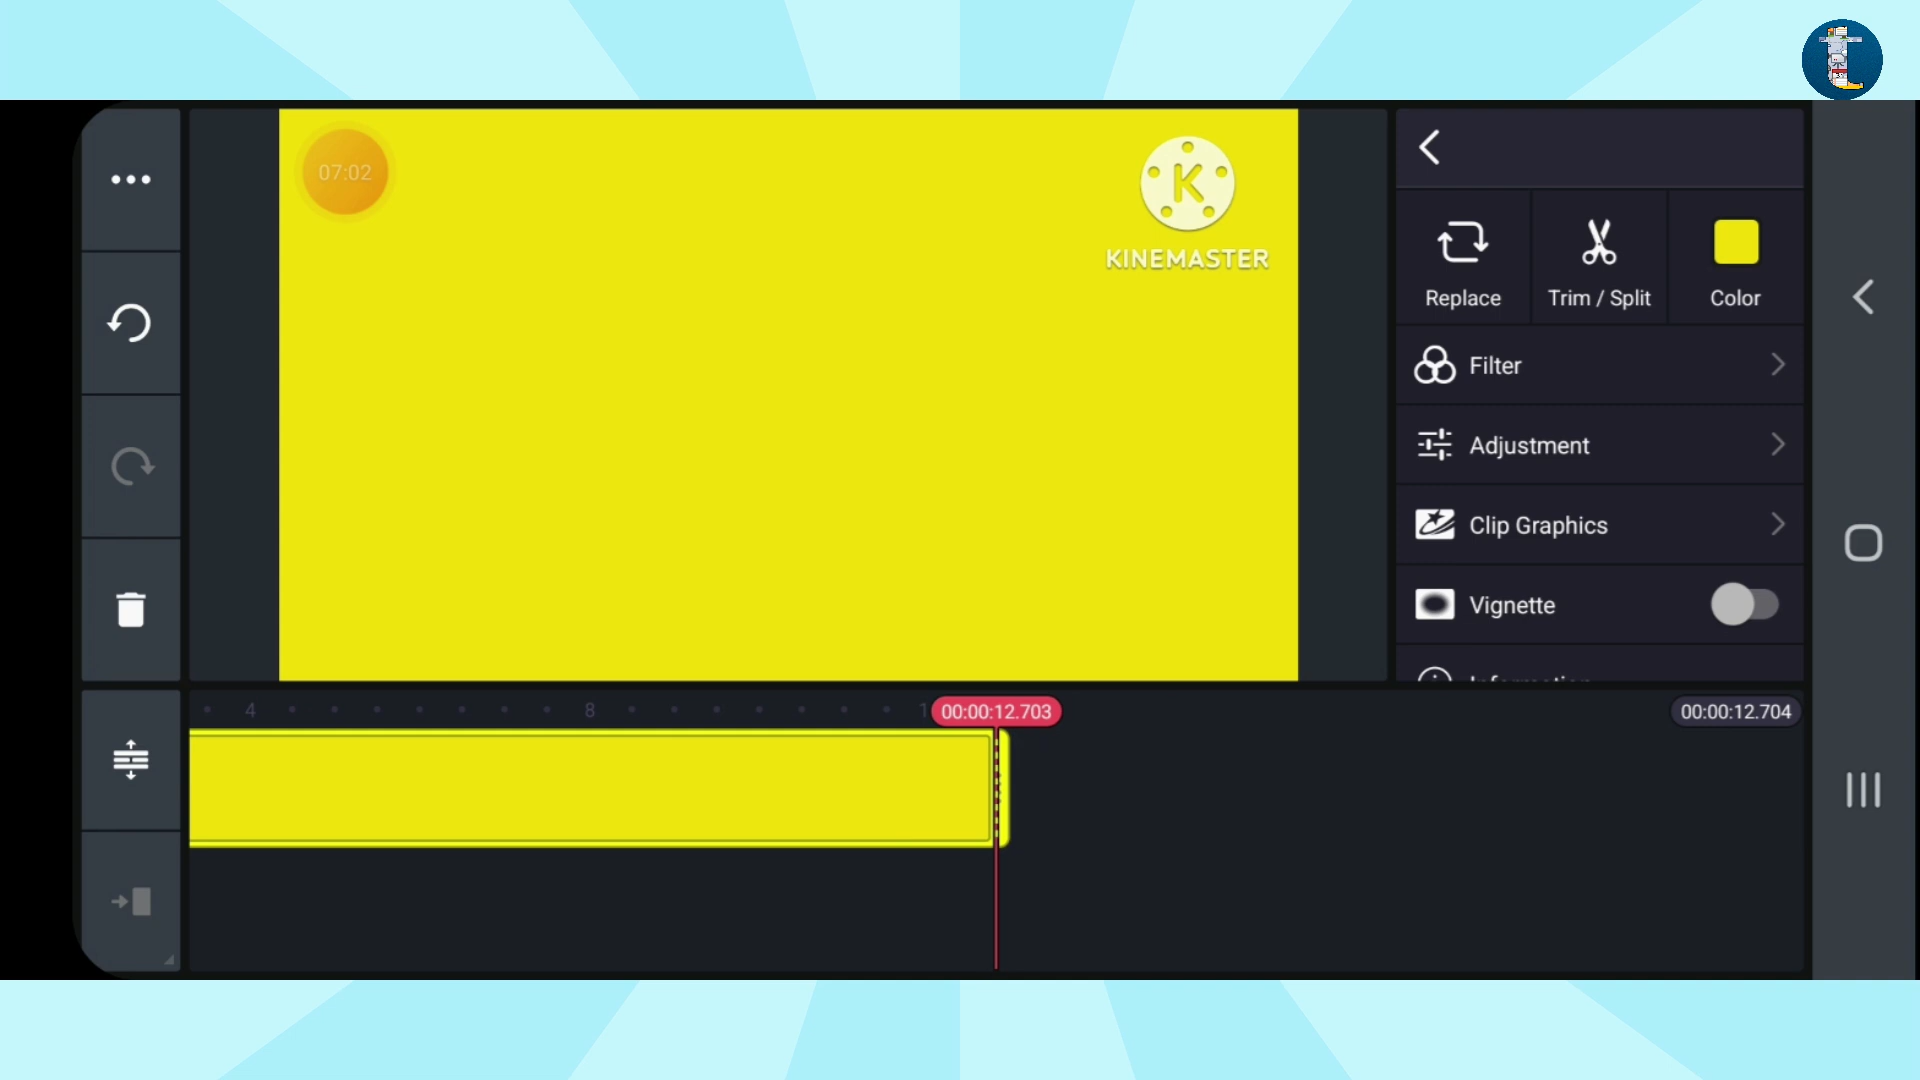 07:02
K
KINEMASTER
Replace
Trim / Split
Color
Filter
Adjustment
Clip Graphics
Vignette
4
8
00:00:12.703
00:00:12.704